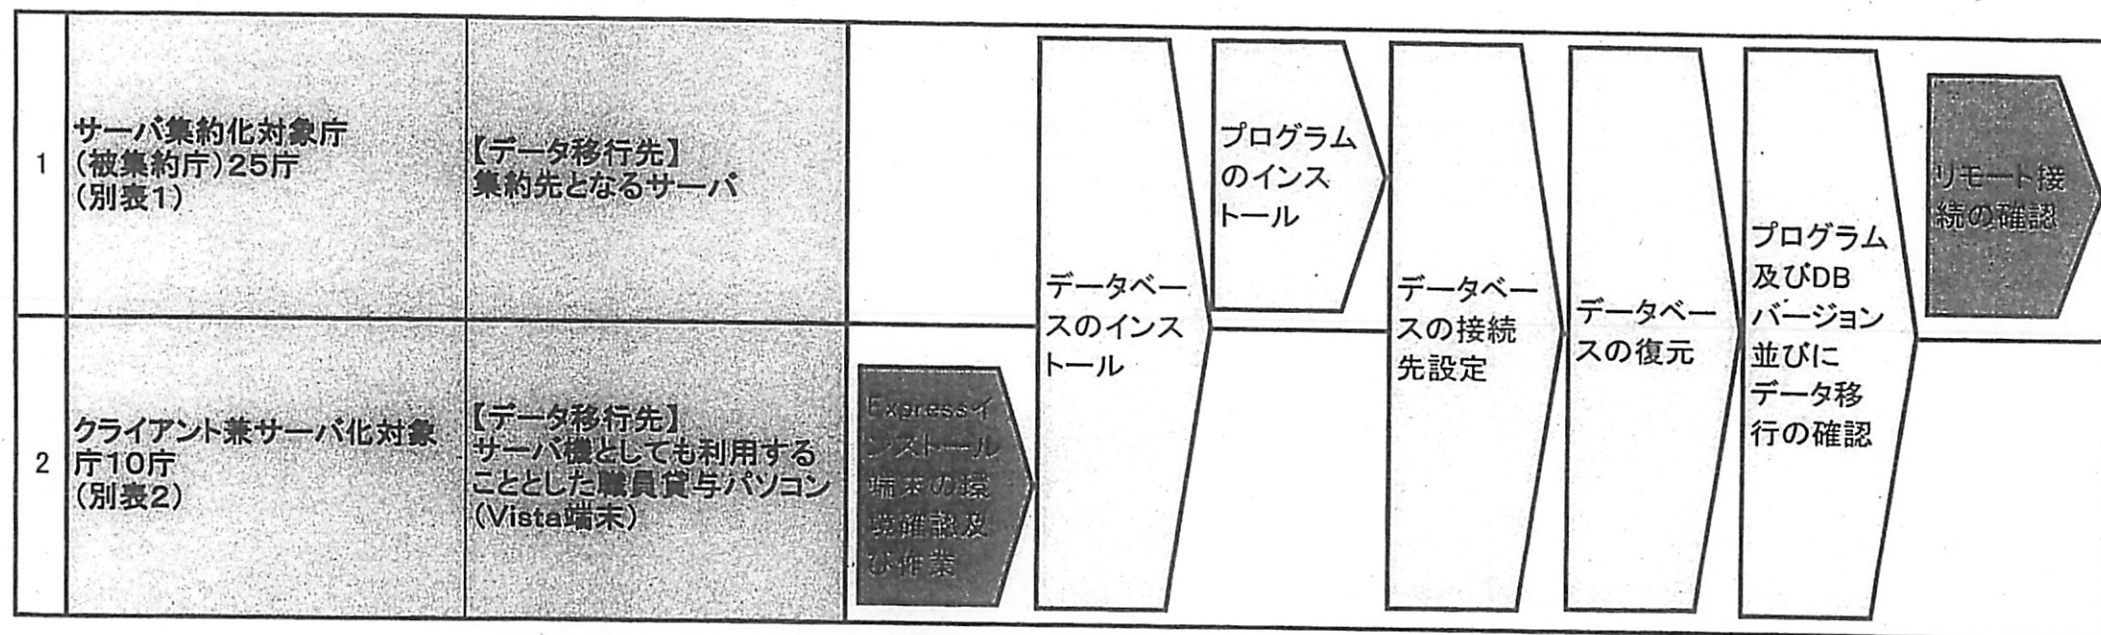 1
サーバ集約化対象庁
(被集約庁)25庁
(別表1)
【データ移行先】
集約先となるサーバ
データベー
スのインス
トール
プログラム
のインス
トール
データベー
スの接続
先設定
データベー
スの復元
プログラム
及びDB
バージョン
並びに
データ移
行の確認
リモート接
続の確認
2
クライアント兼サーバ化対象
庁10庁
(別表2)
【データ移行先】
サーバ機としても利用する
こととした職員貸与パソコン
(Vista端末)
Expressイ
ンストール
端末の環
境確認及
び作業